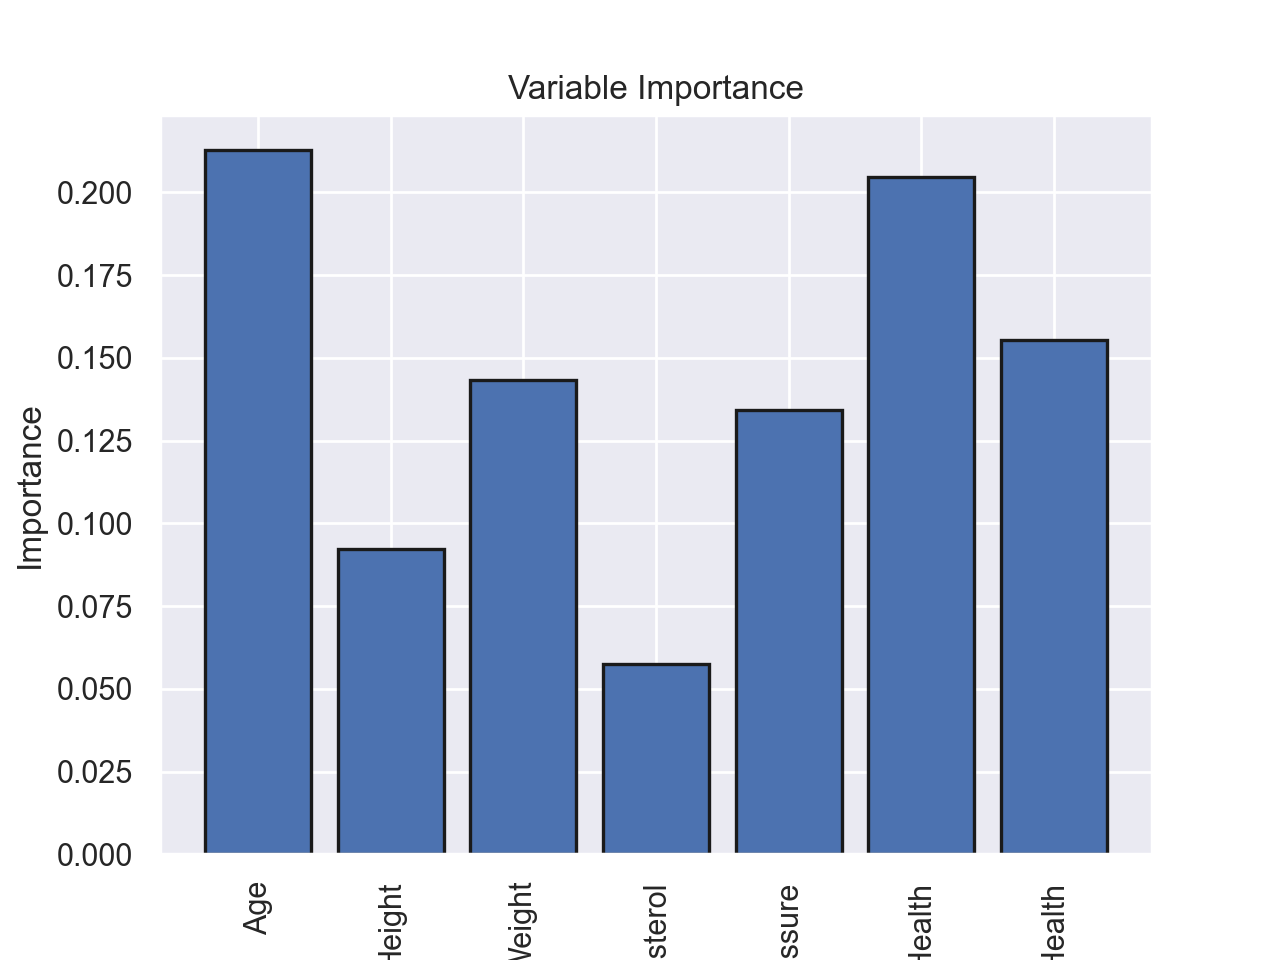 Variable Importance
Importance
0.200
0.175
0.150
0.125
0.100
0.075
0.050
0.025
0.000
Age
Height
Weight
sterol
ssure
Health
Health